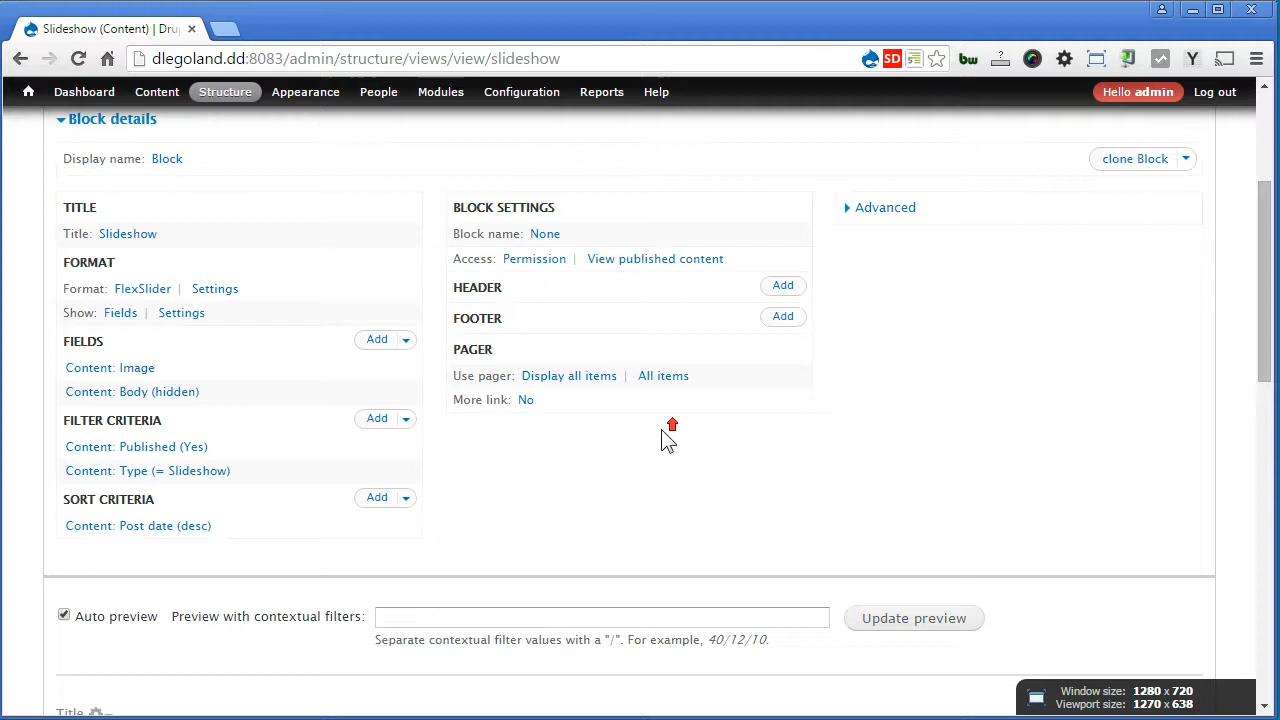 Slideshow (Content) | Dru
dleggland.dd:8083/admin/structure/views/view/slideshow
SD
bw
Dashboard Content Structure Appearance People Modules Configuration Reports Help Hello admin Log out
Block details
Display name: Block
clone Block
TITLE
Title: Slideshow
FORMAT
Format: FlexSlider | Settings
Show: Fields | Settings
FIELDS Add
Content: Image
Content: Body (hidden)
FILTER CRITERIA Add
Content: Published (Yes)
Content: Type (= Slideshow)
SORT CRITERIA Add
Content: Post date (desc)
BLOCK SETTINGS
Block name: None
Access: Permission | View published content
HEADER Add
FOOTER Add
PAGER
Use pager: Display all items | All items
More link: No
Advanced
Auto preview Preview with contextual filters: Update preview
Separate contextual filter values with a "/". For example, 40/12/10.
Title
Window size: 1280 x 720
Viewport size: 1270 x 638